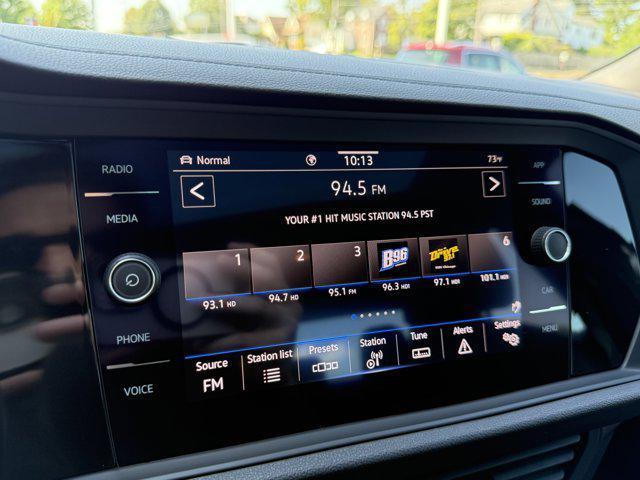 RADIO
MEDIA
PHONE
VOICE
Normal
10:13
73°F
94.5 FM
YOUR #1 HIT MUSIC STATION 94.5 PST
1
2
3
6
B96
93.1 HD
94.7 HD
95.1 FM
96.3 HD1
97.1 HD1
101.1 HD1
Source
FM
Station list
Presets
Station
Tune
Alerts
Settings
APP
SOUND
CAR
MENU